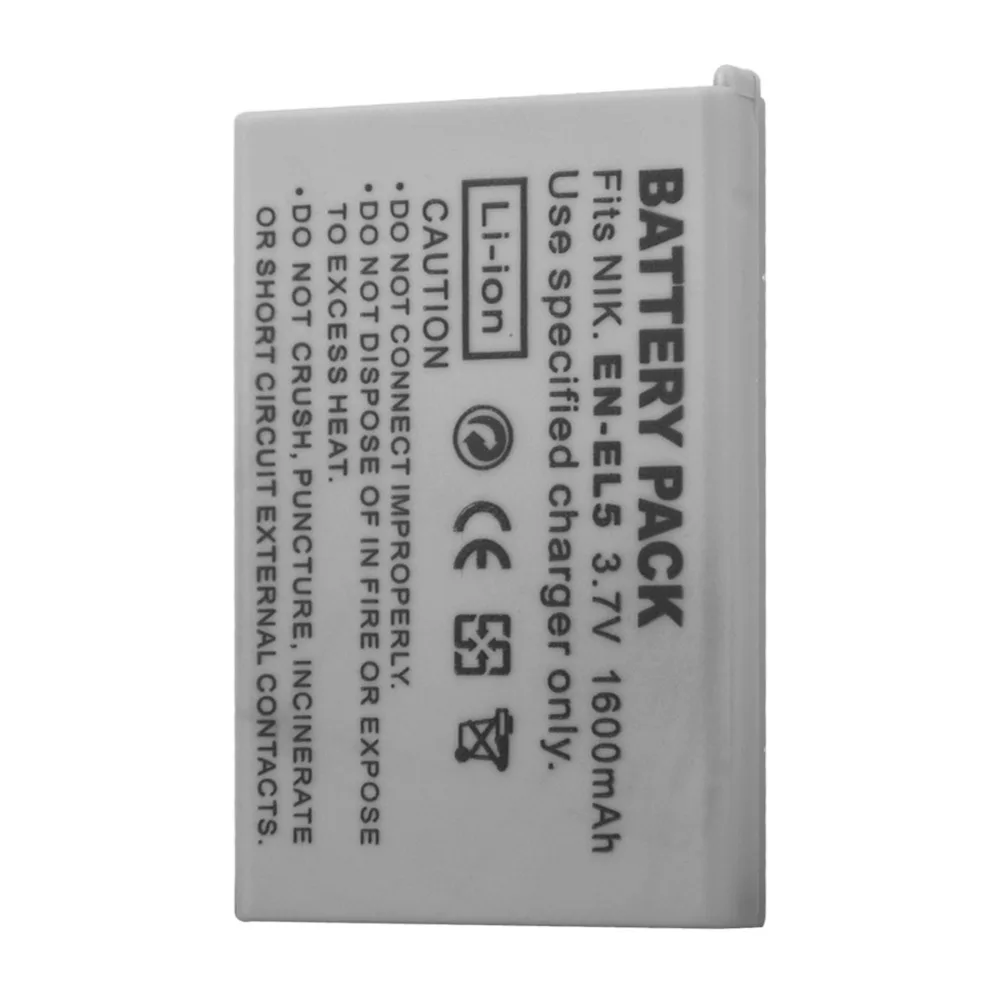 BATTERY PACK
Fits NIK. EN-EL5 3.7V 1600mAh
Use specified charger only.
Li-ion
CE
CAUTION
• DO NOT CONNECT IMPROPERLY.
• DO NOT DISPOSE OF IN FIRE OR EXPOSE
TO EXCESS HEAT.
• DO NOT CRUSH, PUNCTURE, INCINERATE
OR SHORT CIRCUIT EXTERNAL CONTACTS.